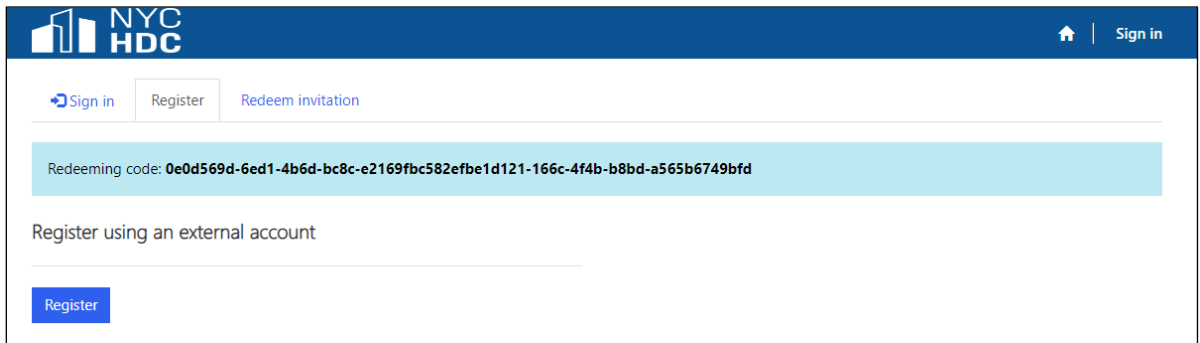 NYC
HDC
Sign in
Sign in Register Redeem invitation
Redeeming code: 0e0d569d-6ed1-4b6d-bc8c-e2169fbc582efbe1d121-166c-4f4b-b8bd-a565b6749bfd
Register using an external account
Register